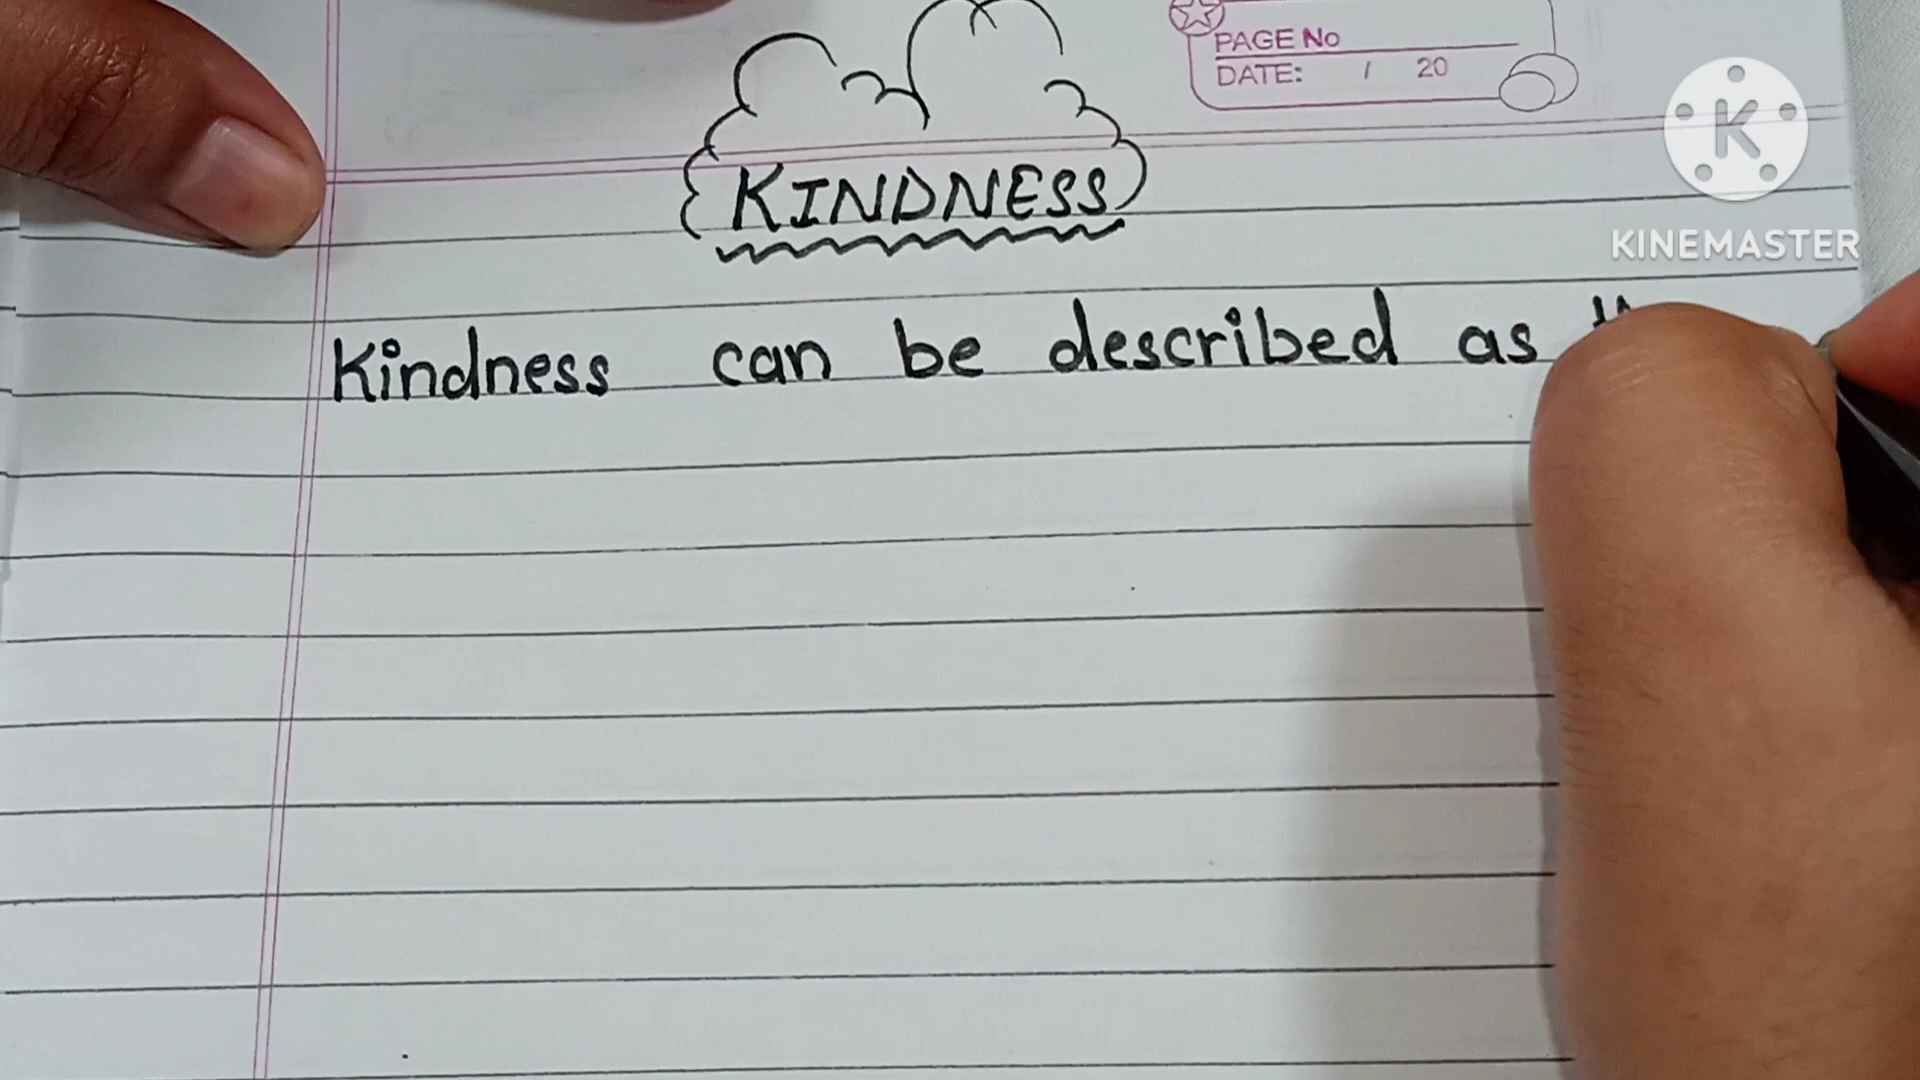 PAGE No
DATE: / 20
KINDNESS
KINEMASTER
Kindness can be described as